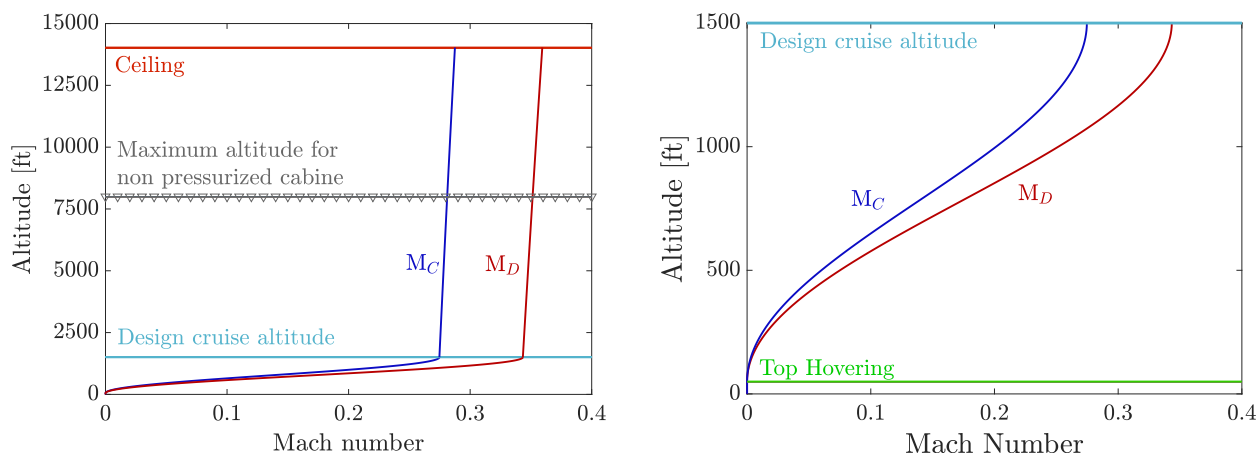 15000
12500
10000
7500
5000
2500
0
Altitude [ft]
Ceiling
Maximum altitude for
non pressurized cabine
M_C
M_D
Design cruise altitude
0 0.1 0.2 0.3 0.4
Mach number
1500
1000
500
0
Altitude [ft]
Design cruise altitude
M_C
M_D
Top Hovering
0 0.1 0.2 0.3 0.4
Mach Number